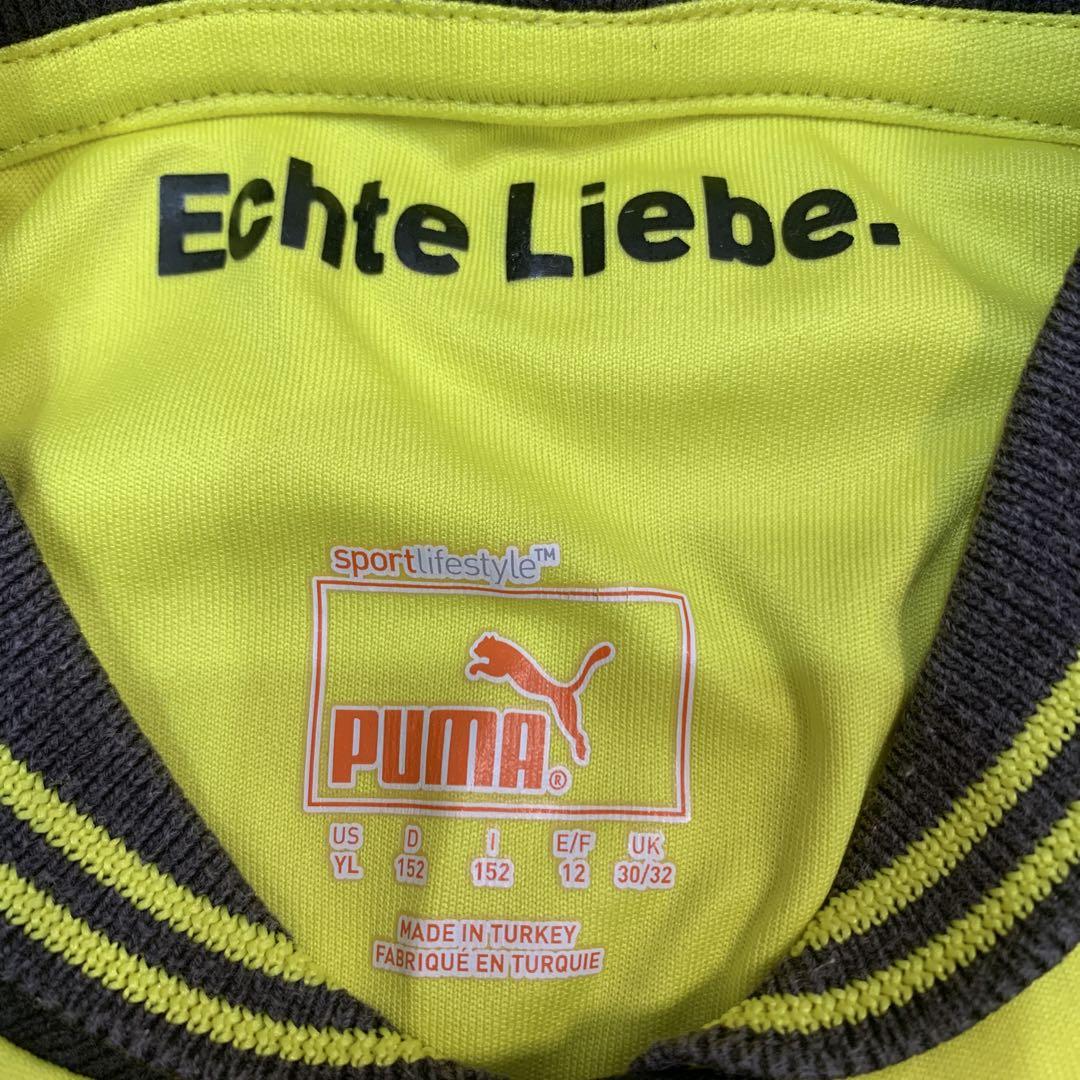 Echte Liebe.
sportlifestyle™
PUMA®
US D I E/F UK
YL 152 152 12 30/32
MADE IN TURKEY
FABRIQUÉ EN TURQUIE